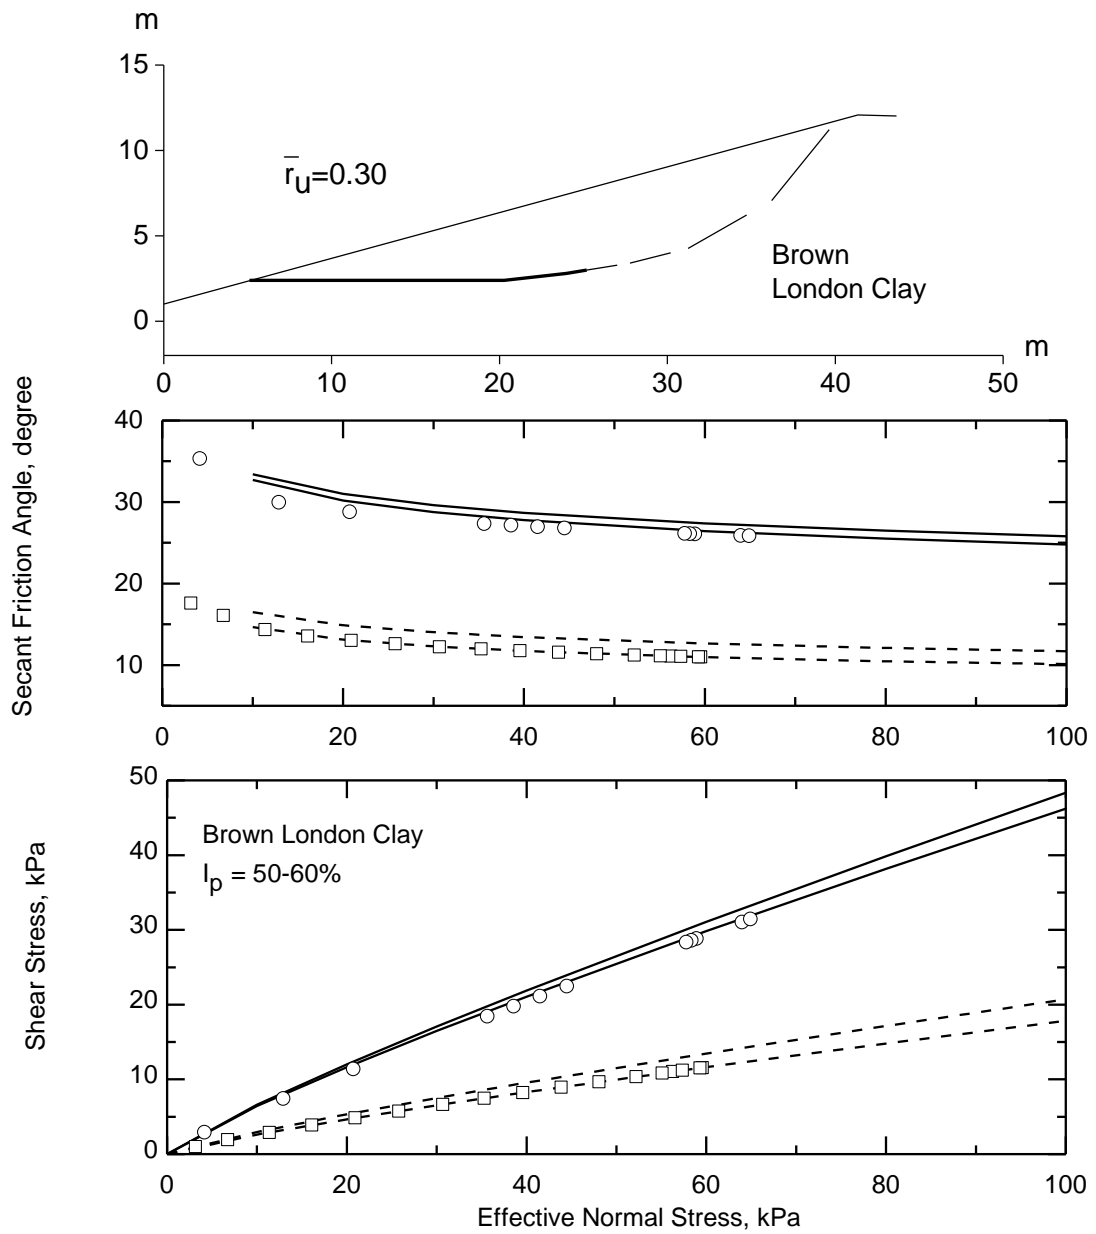 m
15
10
5
0
r̅u=0.30
Brown
London Clay
m
0 10 20 30 40 50
Secant Friction Angle, degree
40
30
20
10
0 20 40 60 80 100
Shear Stress, kPa
50
40
30
20
10
0
Brown London Clay
Ip = 50-60%
0 20 40 60 80 100
Effective Normal Stress, kPa